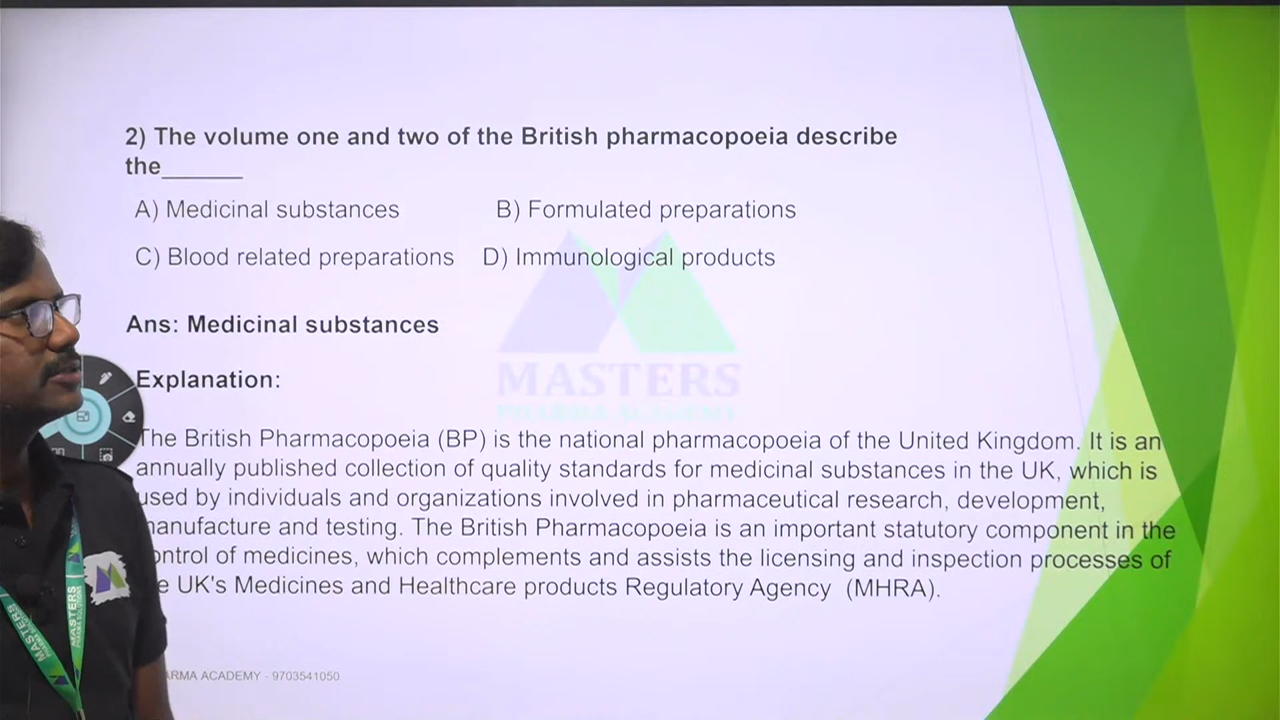 2) The volume one and two of the British pharmacopoeia describe
the______
A) Medicinal substances B) Formulated preparations
C) Blood related preparations D) Immunological products
Ans: Medicinal substances
MASTERS
PHARMA ACADEMY
Explanation:
The British Pharmacopoeia (BP) is the national pharmacopoeia of the United Kingdom. It is an
annually published collection of quality standards for medicinal substances in the UK, which is
used by individuals and organizations involved in pharmaceutical research, development,
manufacture and testing. The British Pharmacopoeia is an important statutory component in the
control of medicines, which complements and assists the licensing and inspection processes of
UK's Medicines and Healthcare products Regulatory Agency (MHRA).
ARMA ACADEMY - 9703541050
MASTERS
MASTERS